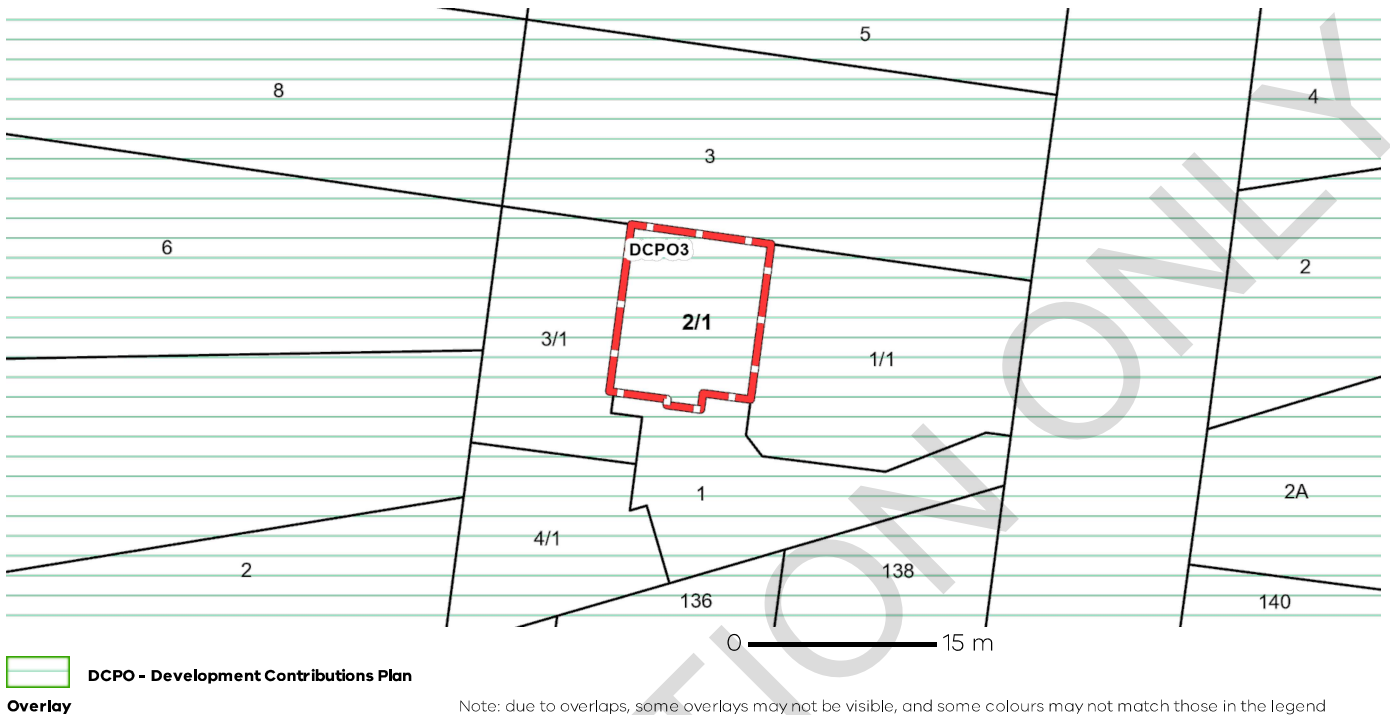 5
8
4
3
6
DCPO3
2
2/1
3/1
1/1
1
2A
4/1
2
138
136
140
0 15 m
DCPO - Development Contributions Plan
Overlay
Note: due to overlaps, some overlays may not be visible, and some colours may not match those in the legend
TION ONLY